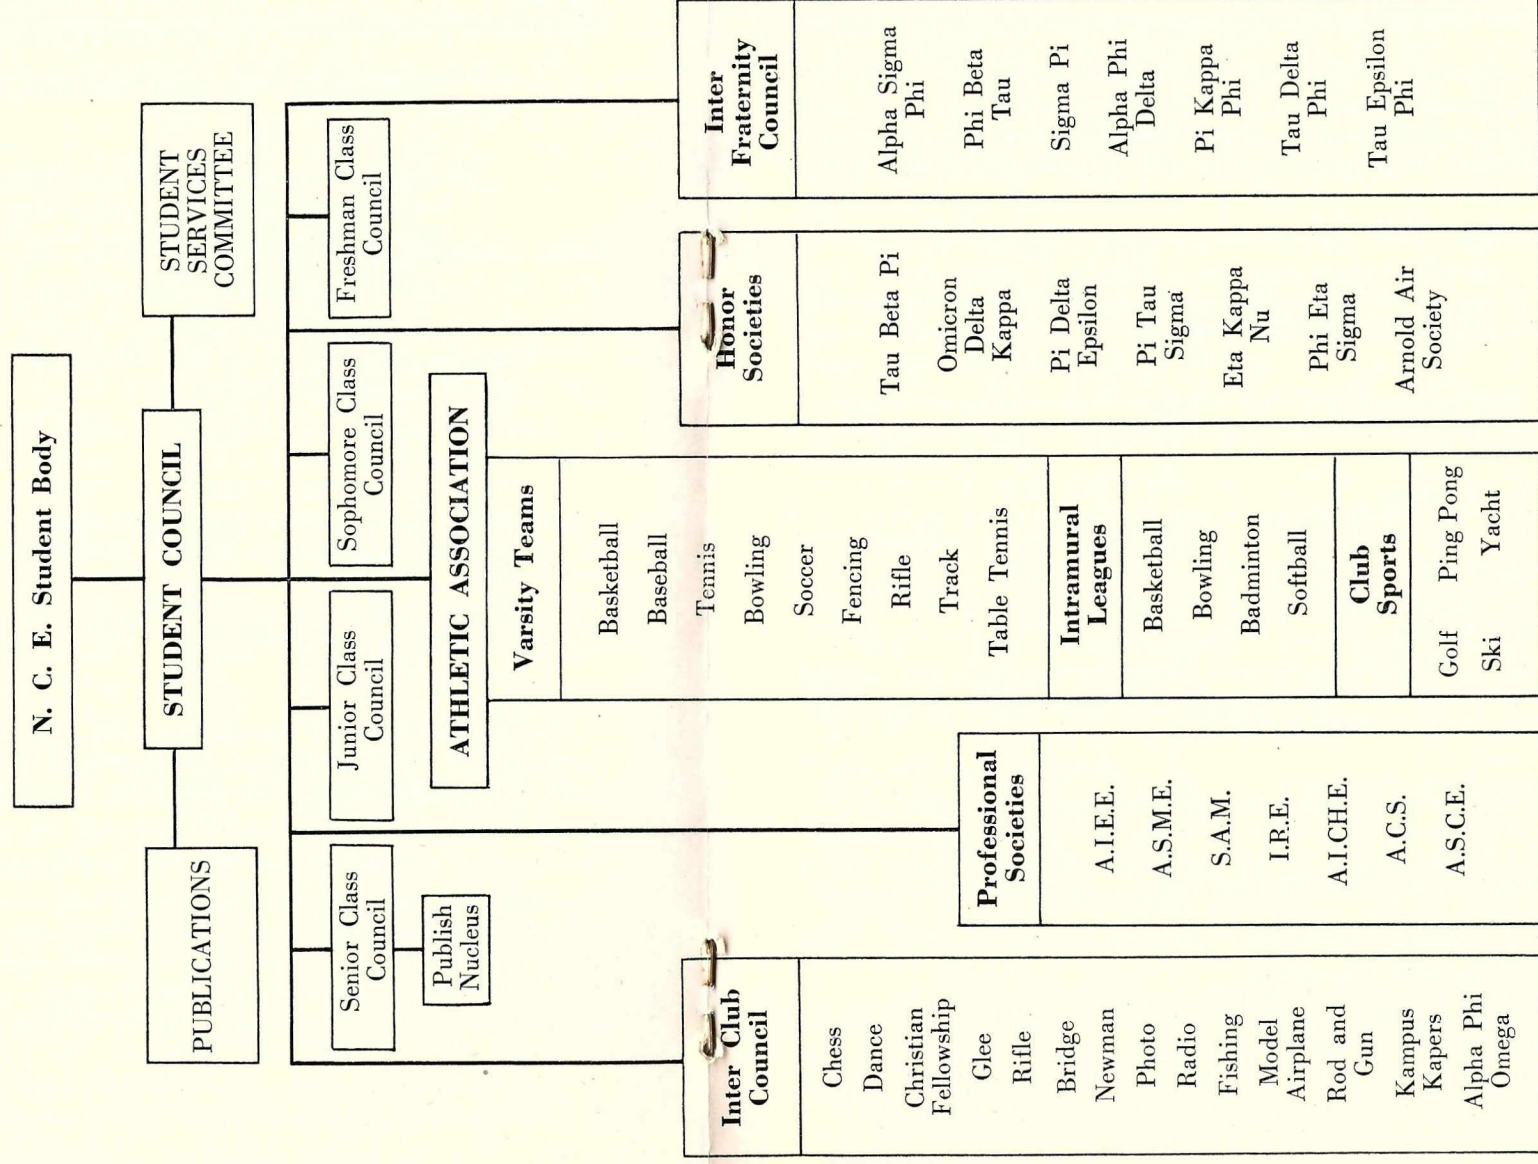 N. C. E. Student Body
PUBLICATIONS
STUDENT COUNCIL
STUDENT
SERVICES
COMMITTEE
Senior Class
Council
Junior Class
Council
Sophomore Class
Council
Freshman Class
Council
Publish
Nucleus
ATHLETIC ASSOCIATION
Inter Club
Council
Chess
Dance
Christian
Fellowship
Glee
Rifle
Bridge
Newman
Photo
Radio
Fishing
Model
Airplane
Rod and
Gun
Kampus
Kapers
Alpha Phi
Omega
Professional
Societies
A.I.E.E.
A.S.M.E.
S.A.M.
I.R.E.
A.I.CH.E.
A.C.S.
A.S.C.E.
Varsity Teams
Basketball
Baseball
Tennis
Bowling
Soccer
Fencing
Rifle
Track
Table Tennis
Intramural
Leagues
Basketball
Bowling
Badminton
Softball
Club
Sports
Golf Ping Pong
Ski Yacht
Honor
Societies
Tau Beta Pi
Omicron
Delta
Kappa
Pi Delta
Epsilon
Pi Tau
Sigma
Eta Kappa
Nu
Phi Eta
Sigma
Arnold Air
Society
Inter
Fraternity
Council
Alpha Sigma
Phi
Phi Beta
Tau
Sigma Pi
Alpha Phi
Delta
Pi Kappa
Phi
Tau Delta
Phi
Tau Epsilon
Phi